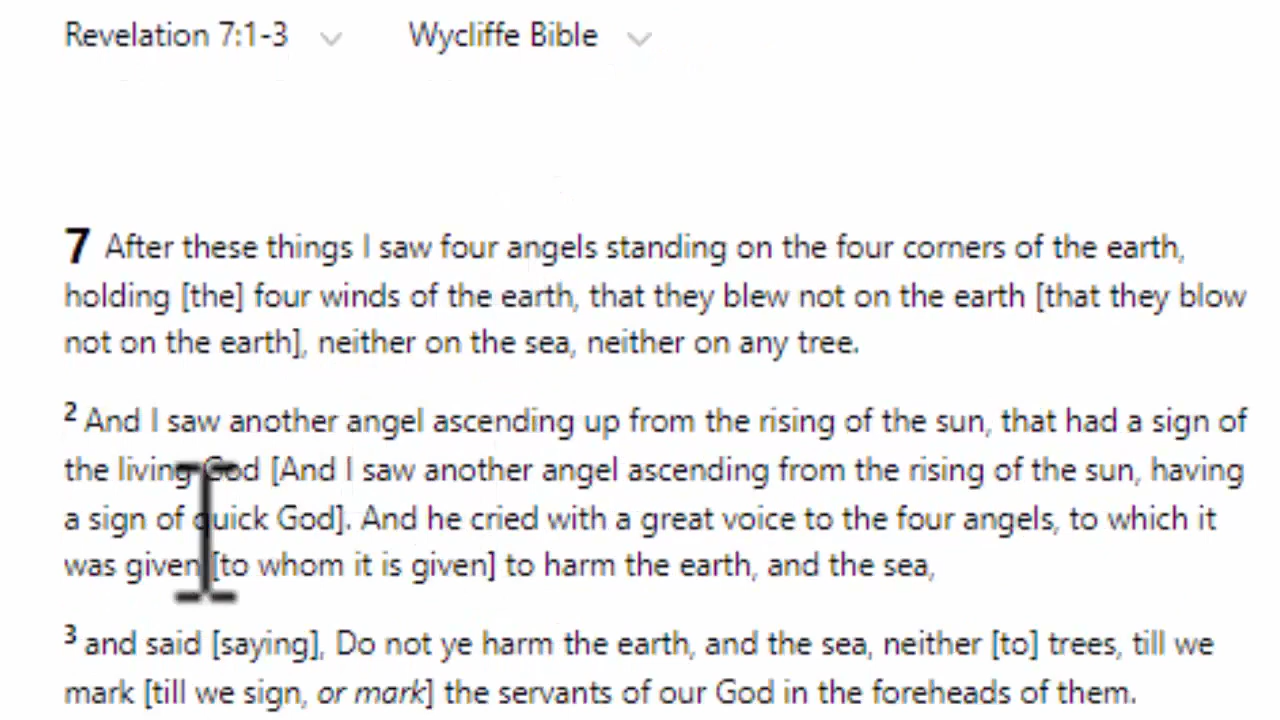 Revelation 7:1-3 Wycliffe Bible
7 After these things I saw four angels standing on the four corners of the earth,
holding [the] four winds of the earth, that they blew not on the earth [that they blow
not on the earth], neither on the sea, neither on any tree.
2 And I saw another angel ascending up from the rising of the sun, that had a sign of
the living God [And I saw another angel ascending from the rising of the sun, having
a sign of quick God]. And he cried with a great voice to the four angels, to which it
was given [to whom it is given] to harm the earth, and the sea,
3 and said [saying], Do not ye harm the earth, and the sea, neither [to] trees, till we
mark [till we sign, or mark] the servants of our God in the foreheads of them.